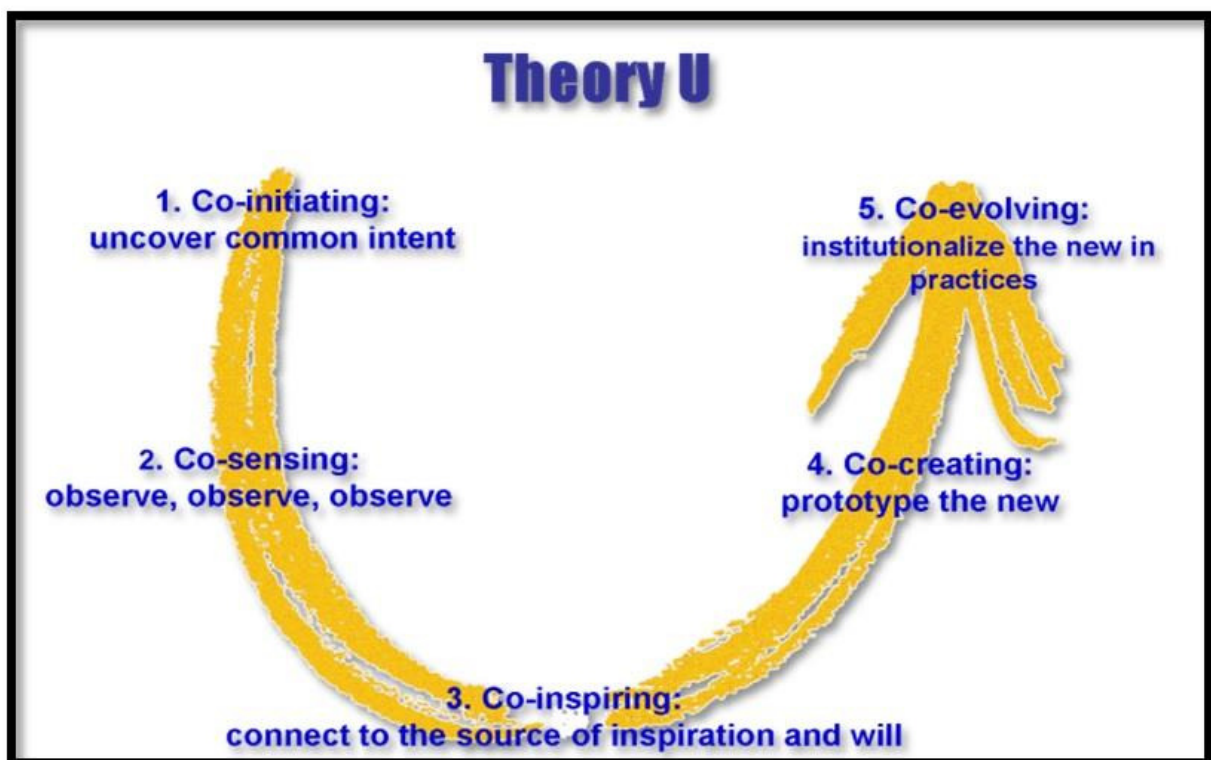 Theory U
1. Co-initiating:
uncover common intent
2. Co-sensing:
observe, observe, observe
3. Co-inspiring:
connect to the source of inspiration and will
4. Co-creating:
prototype the new
5. Co-evolving:
institutionalize the new in
practices